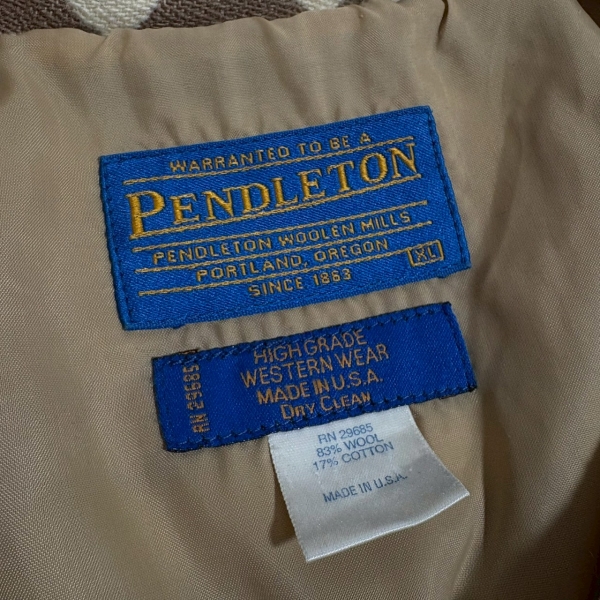 WARRANTED TO BE A
PENDLETON
PENDLETON WOOLEN MILLS
PORTLAND, OREGON
XL
SINCE 1863
RN 29685
HIGH GRADE
WESTERN WEAR
MADE IN U.S.A.
DRY CLEAN
RN 29685
83% WOOL
17% COTTON
MADE IN U.S.A.